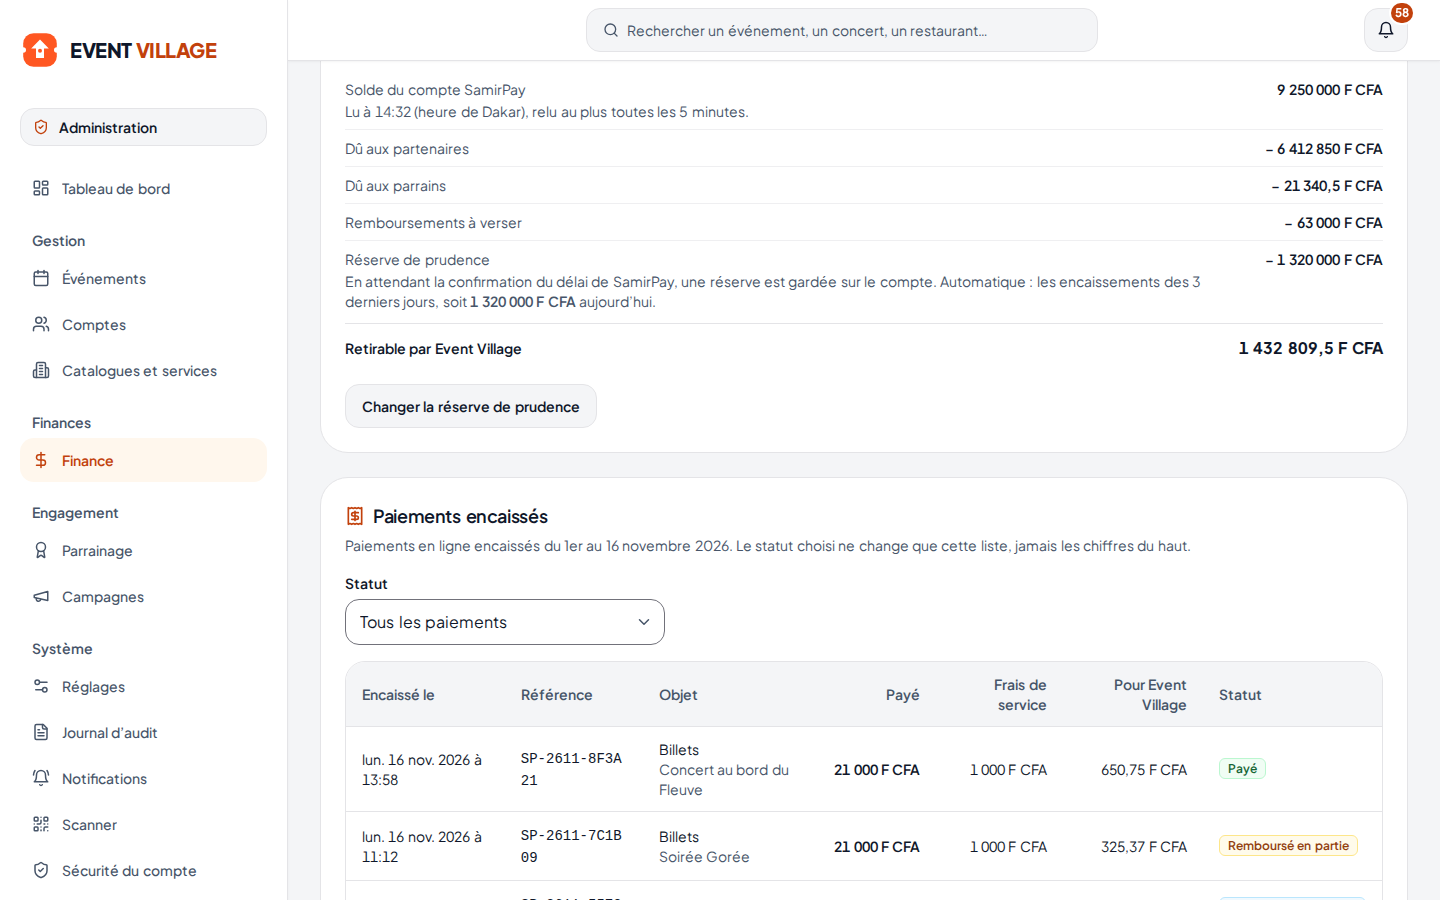 EVENT VILLAGE
Rechercher un événement, un concert, un restaurant…
58
Administration
Tableau de bord
Gestion
Événements
Comptes
Catalogues et services
Finances
Finance
Engagement
Parrainage
Campagnes
Système
Réglages
Journal d’audit
Notifications
Scanner
Sécurité du compte
Solde du compte SamirPay 9 250 000 F CFA
Lu à 14:32 (heure de Dakar), relu au plus toutes les 5 minutes.
Dû aux partenaires − 6 412 850 F CFA
Dû aux parrains − 21 340,5 F CFA
Remboursements à verser − 63 000 F CFA
Réserve de prudence − 1 320 000 F CFA
En attendant la confirmation du délai de SamirPay, une réserve est gardée sur le compte. Automatique : les encaissements des 3
derniers jours, soit 1 320 000 F CFA aujourd’hui.
Retirable par Event Village 1 432 809,5 F CFA
Changer la réserve de prudence
Paiements encaissés
Paiements en ligne encaissés du 1er au 16 novembre 2026. Le statut choisi ne change que cette liste, jamais les chiffres du haut.
Statut
Tous les paiements
Encaissé le Référence Objet Payé Frais de service Pour Event Village Statut
lun. 16 nov. 2026 à 13:58 SP-2611-8F3A21 Billets Concert au bord du Fleuve 21 000 F CFA 1 000 F CFA 650,75 F CFA Payé
lun. 16 nov. 2026 à 11:12 SP-2611-7C1B09 Billets Soirée Gorée 21 000 F CFA 1 000 F CFA 325,37 F CFA Remboursé en partie